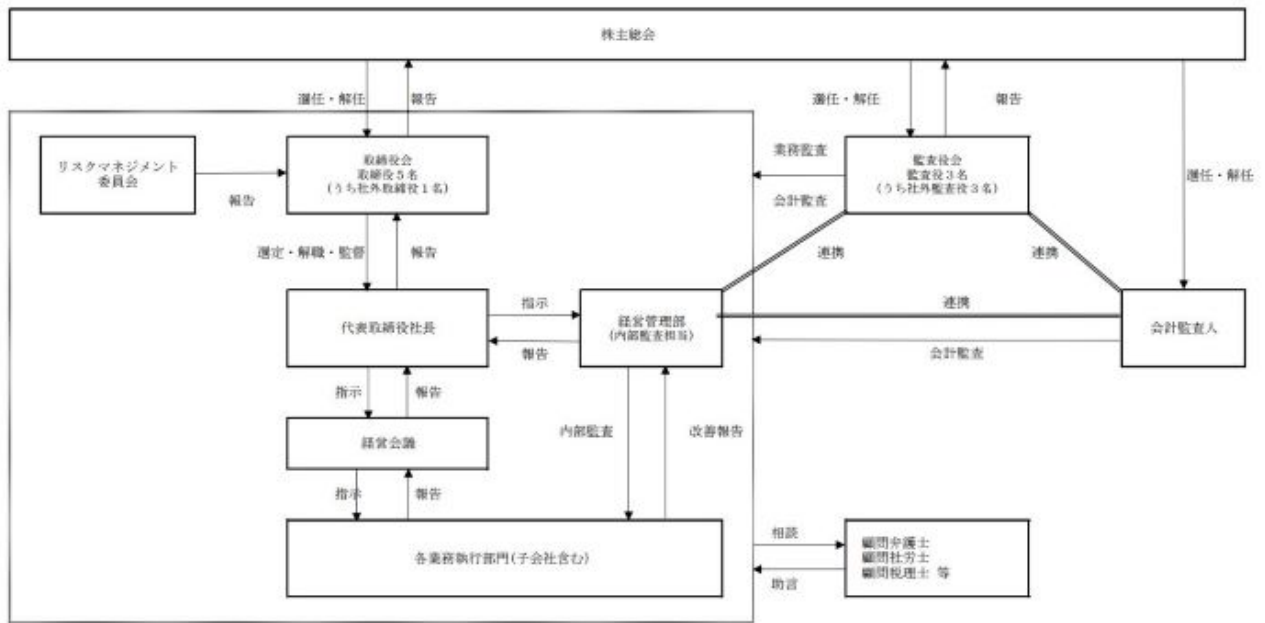 株主総会
選任・解任
報告
選任・解任
報告
選任・解任
リスクマネジメント
委員会
報告
取締役会
取締役5名
(うち社外取締役1名)
業務監査
会計監査
監査役会
監査役3名
(うち社外監査役3名)
選定・解職・監督
報告
連携
連携
代表取締役社長
指示
報告
経営管理部
(内部監査担当)
連携
会計監査
会計監査人
指示
報告
経営会議
内部監査
改善報告
指示
報告
各業務執行部門(子会社含む)
相談
助言
顧問弁護士
顧問社労士
顧問税理士 等